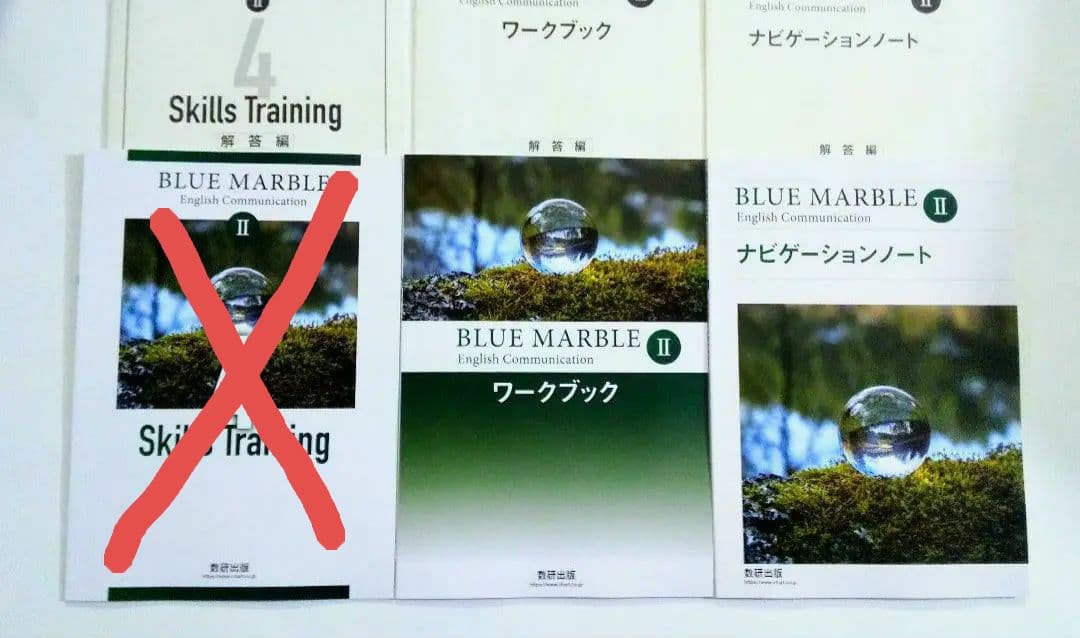 II
4
Skills Training
解答編
English Communication
ワークブック
解答編
English Communication
II
ナビゲーションノート
解答編
BLUE MARBLE
English Communication
II
Skills Training
数研出版
BLUE MARBLE
English Communication
II
ワークブック
数研出版
BLUE MARBLE
English Communication
II
ナビゲーションノート
数研出版